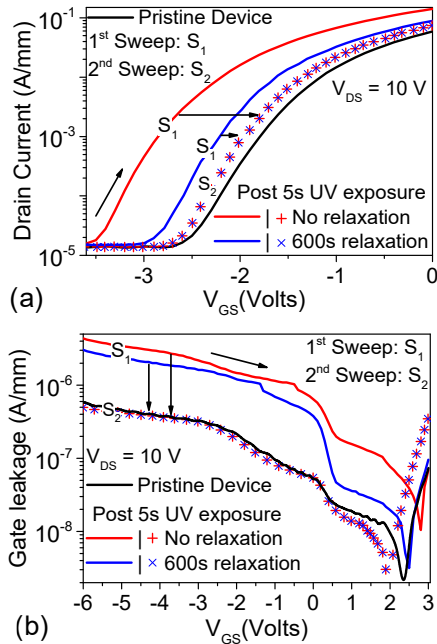 Pristine Device
1st Sweep: S1
2nd Sweep: S2
VDS = 10 V
S1
S1
S2
Post 5s UV exposure
| + No relaxation
| × 600s relaxation
Drain Current (A/mm)
10-1
10-3
10-5
-3
-2
-1
0
VGS(Volts)
(a)
1st Sweep: S1
2nd Sweep: S2
S1
S2
VDS = 10 V
Pristine Device
Post 5s UV exposure
| + No relaxation
| × 600s relaxation
Gate leakage (A/mm)
10-6
10-7
10-8
-6
-5
-4
-3
-2
-1
0
1
2
3
VGS(Volts)
(b)